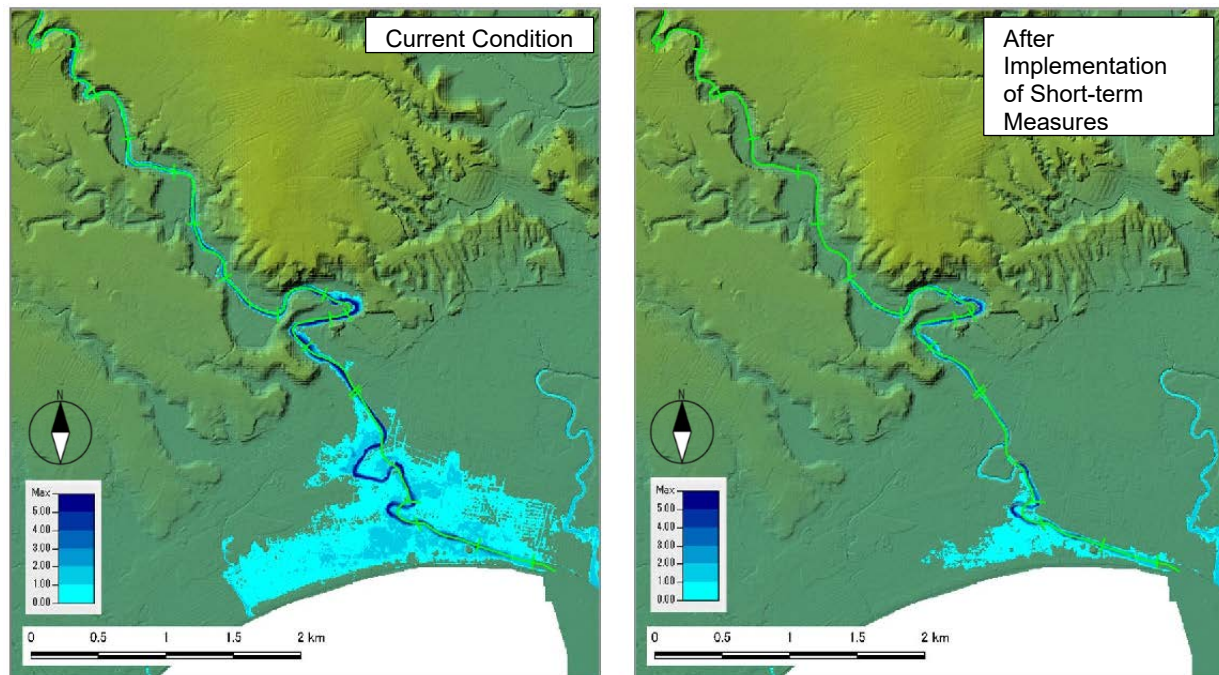 Current Condition
N
Max
5.00
4.00
3.00
2.00
1.00
0.00
0 0.5 1 1.5 2 km
After
Implementation
of Short-term
Measures
N
Max
5.00
4.00
3.00
2.00
1.00
0.00
0 0.5 1 1.5 2 km